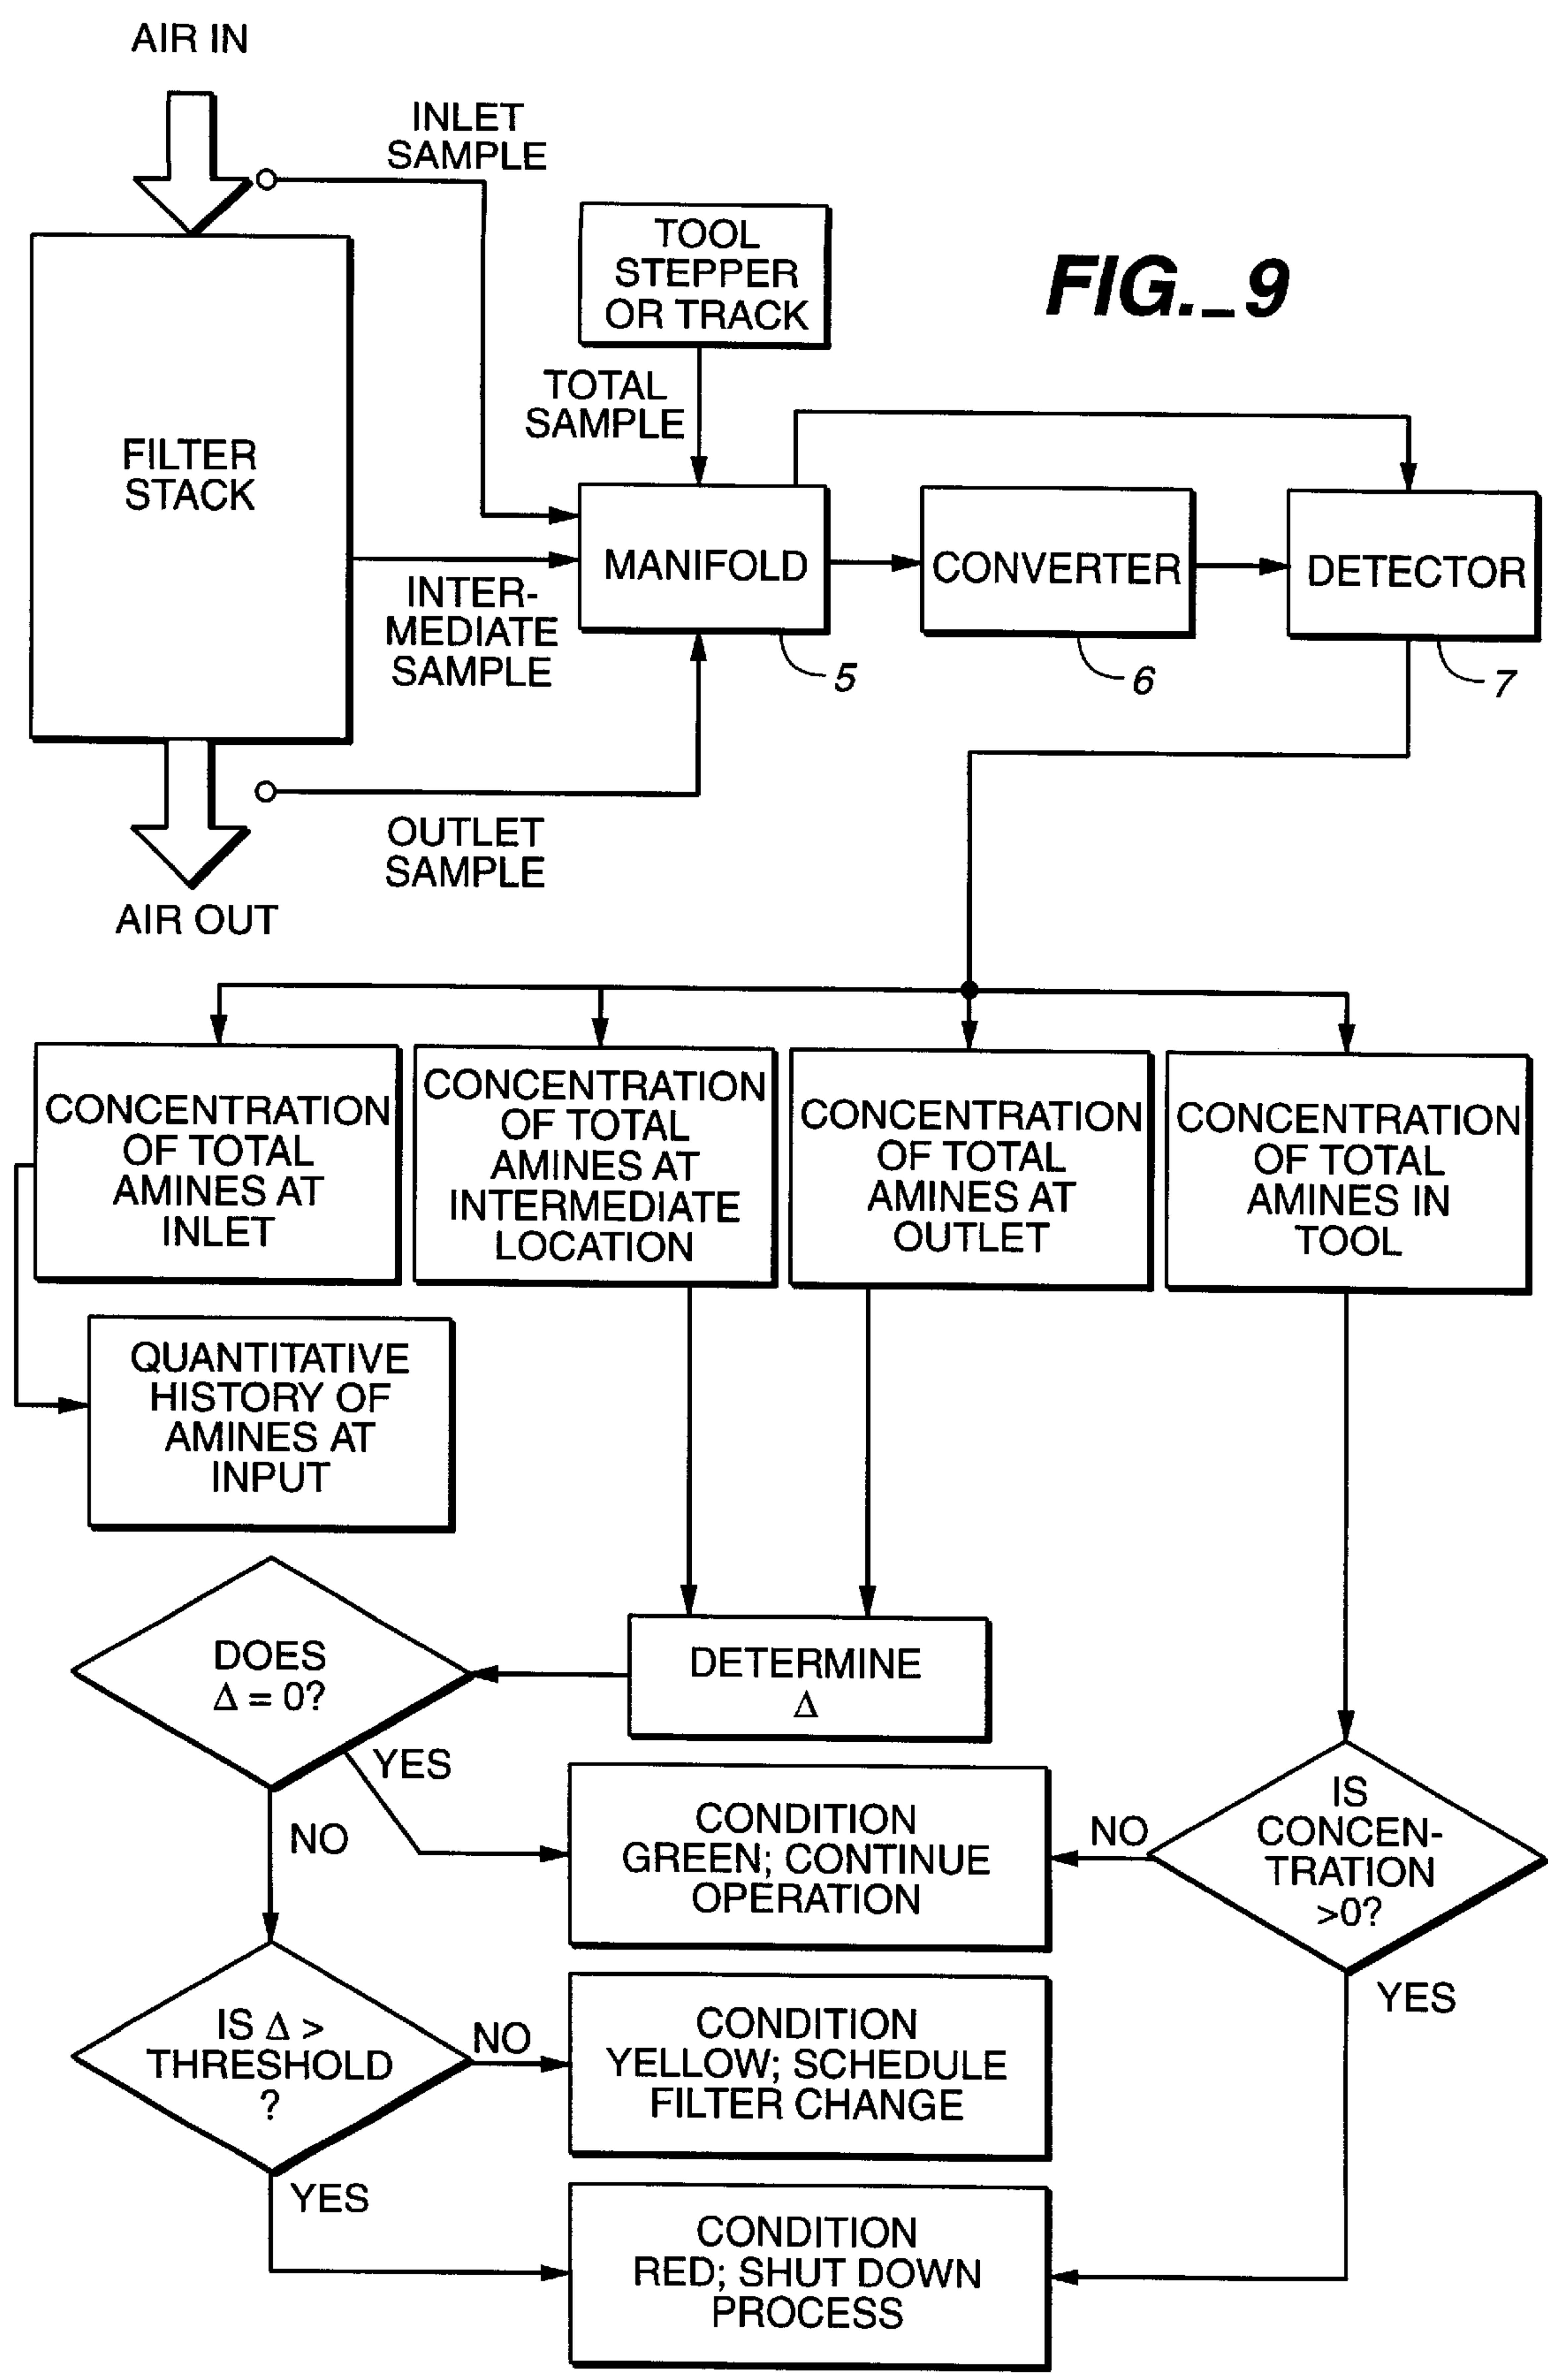 AIR IN
INLET
SAMPLE
TOOL
STEPPER
OR TRACK
FIG._9
TOTAL
SAMPLE
FILTER
STACK
MANIFOLD
CONVERTER
DETECTOR
INTER-
MEDIATE
SAMPLE
5
6
7
OUTLET
SAMPLE
AIR OUT
CONCENTRATION
OF TOTAL
AMINES AT
INLET
CONCENTRATION
OF TOTAL
AMINES AT
INTERMEDIATE
LOCATION
CONCENTRATION
OF TOTAL
AMINES AT
OUTLET
CONCENTRATION
OF TOTAL
AMINES IN
TOOL
QUANTITATIVE
HISTORY OF
AMINES AT
INPUT
DOES
Δ = 0?
DETERMINE
Δ
YES
NO
CONDITION
GREEN; CONTINUE
OPERATION
NO
IS
CONCEN-
TRATION
>0?
YES
IS Δ >
THRESHOLD
?
NO
CONDITION
YELLOW; SCHEDULE
FILTER CHANGE
YES
CONDITION
RED; SHUT DOWN
PROCESS